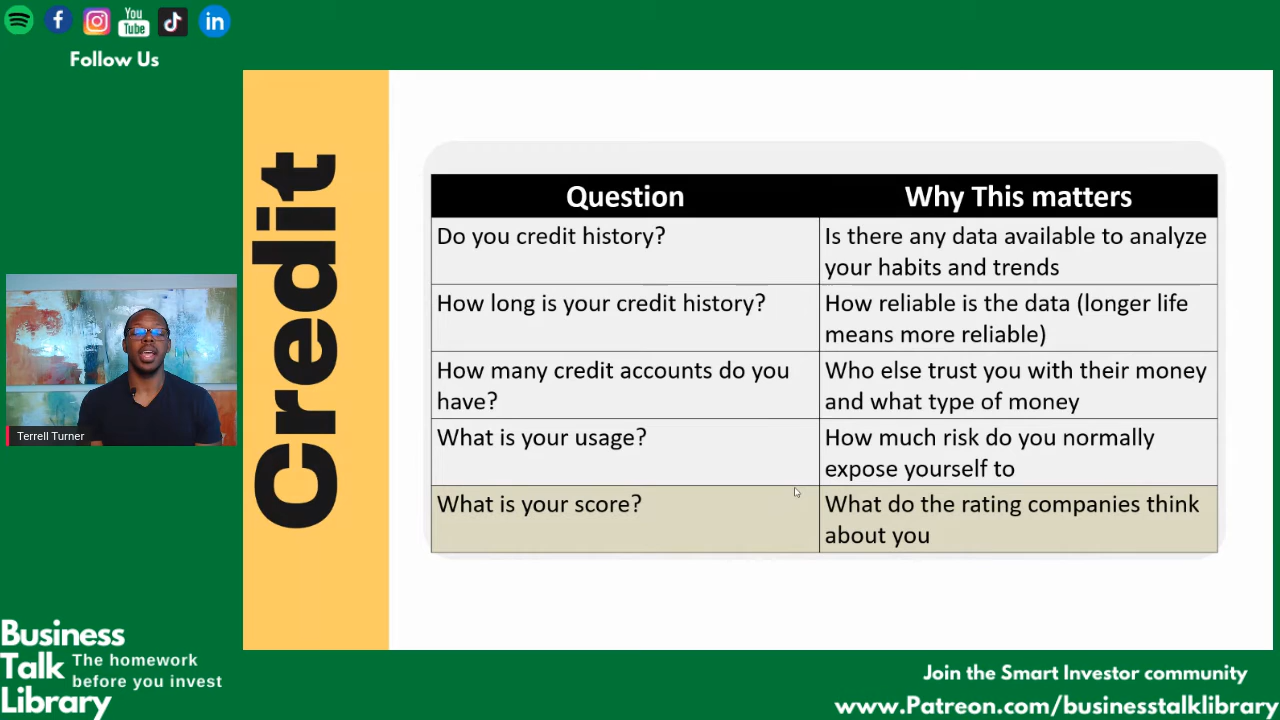 You
Tube
in
Follow Us
Credit
Question
Why This matters
Do you credit history?
Is there any data available to analyze
your habits and trends
How long is your credit history?
How reliable is the data (longer life
means more reliable)
How many credit accounts do you
have?
Who else trust you with their money
and what type of money
What is your usage?
How much risk do you normally
expose yourself to
What is your score?
What do the rating companies think
about you
Terrell Turner
Business
Talk
Library
The homework
before you invest
Join the Smart Investor community
www.Patreon.com/businesstalklibrary